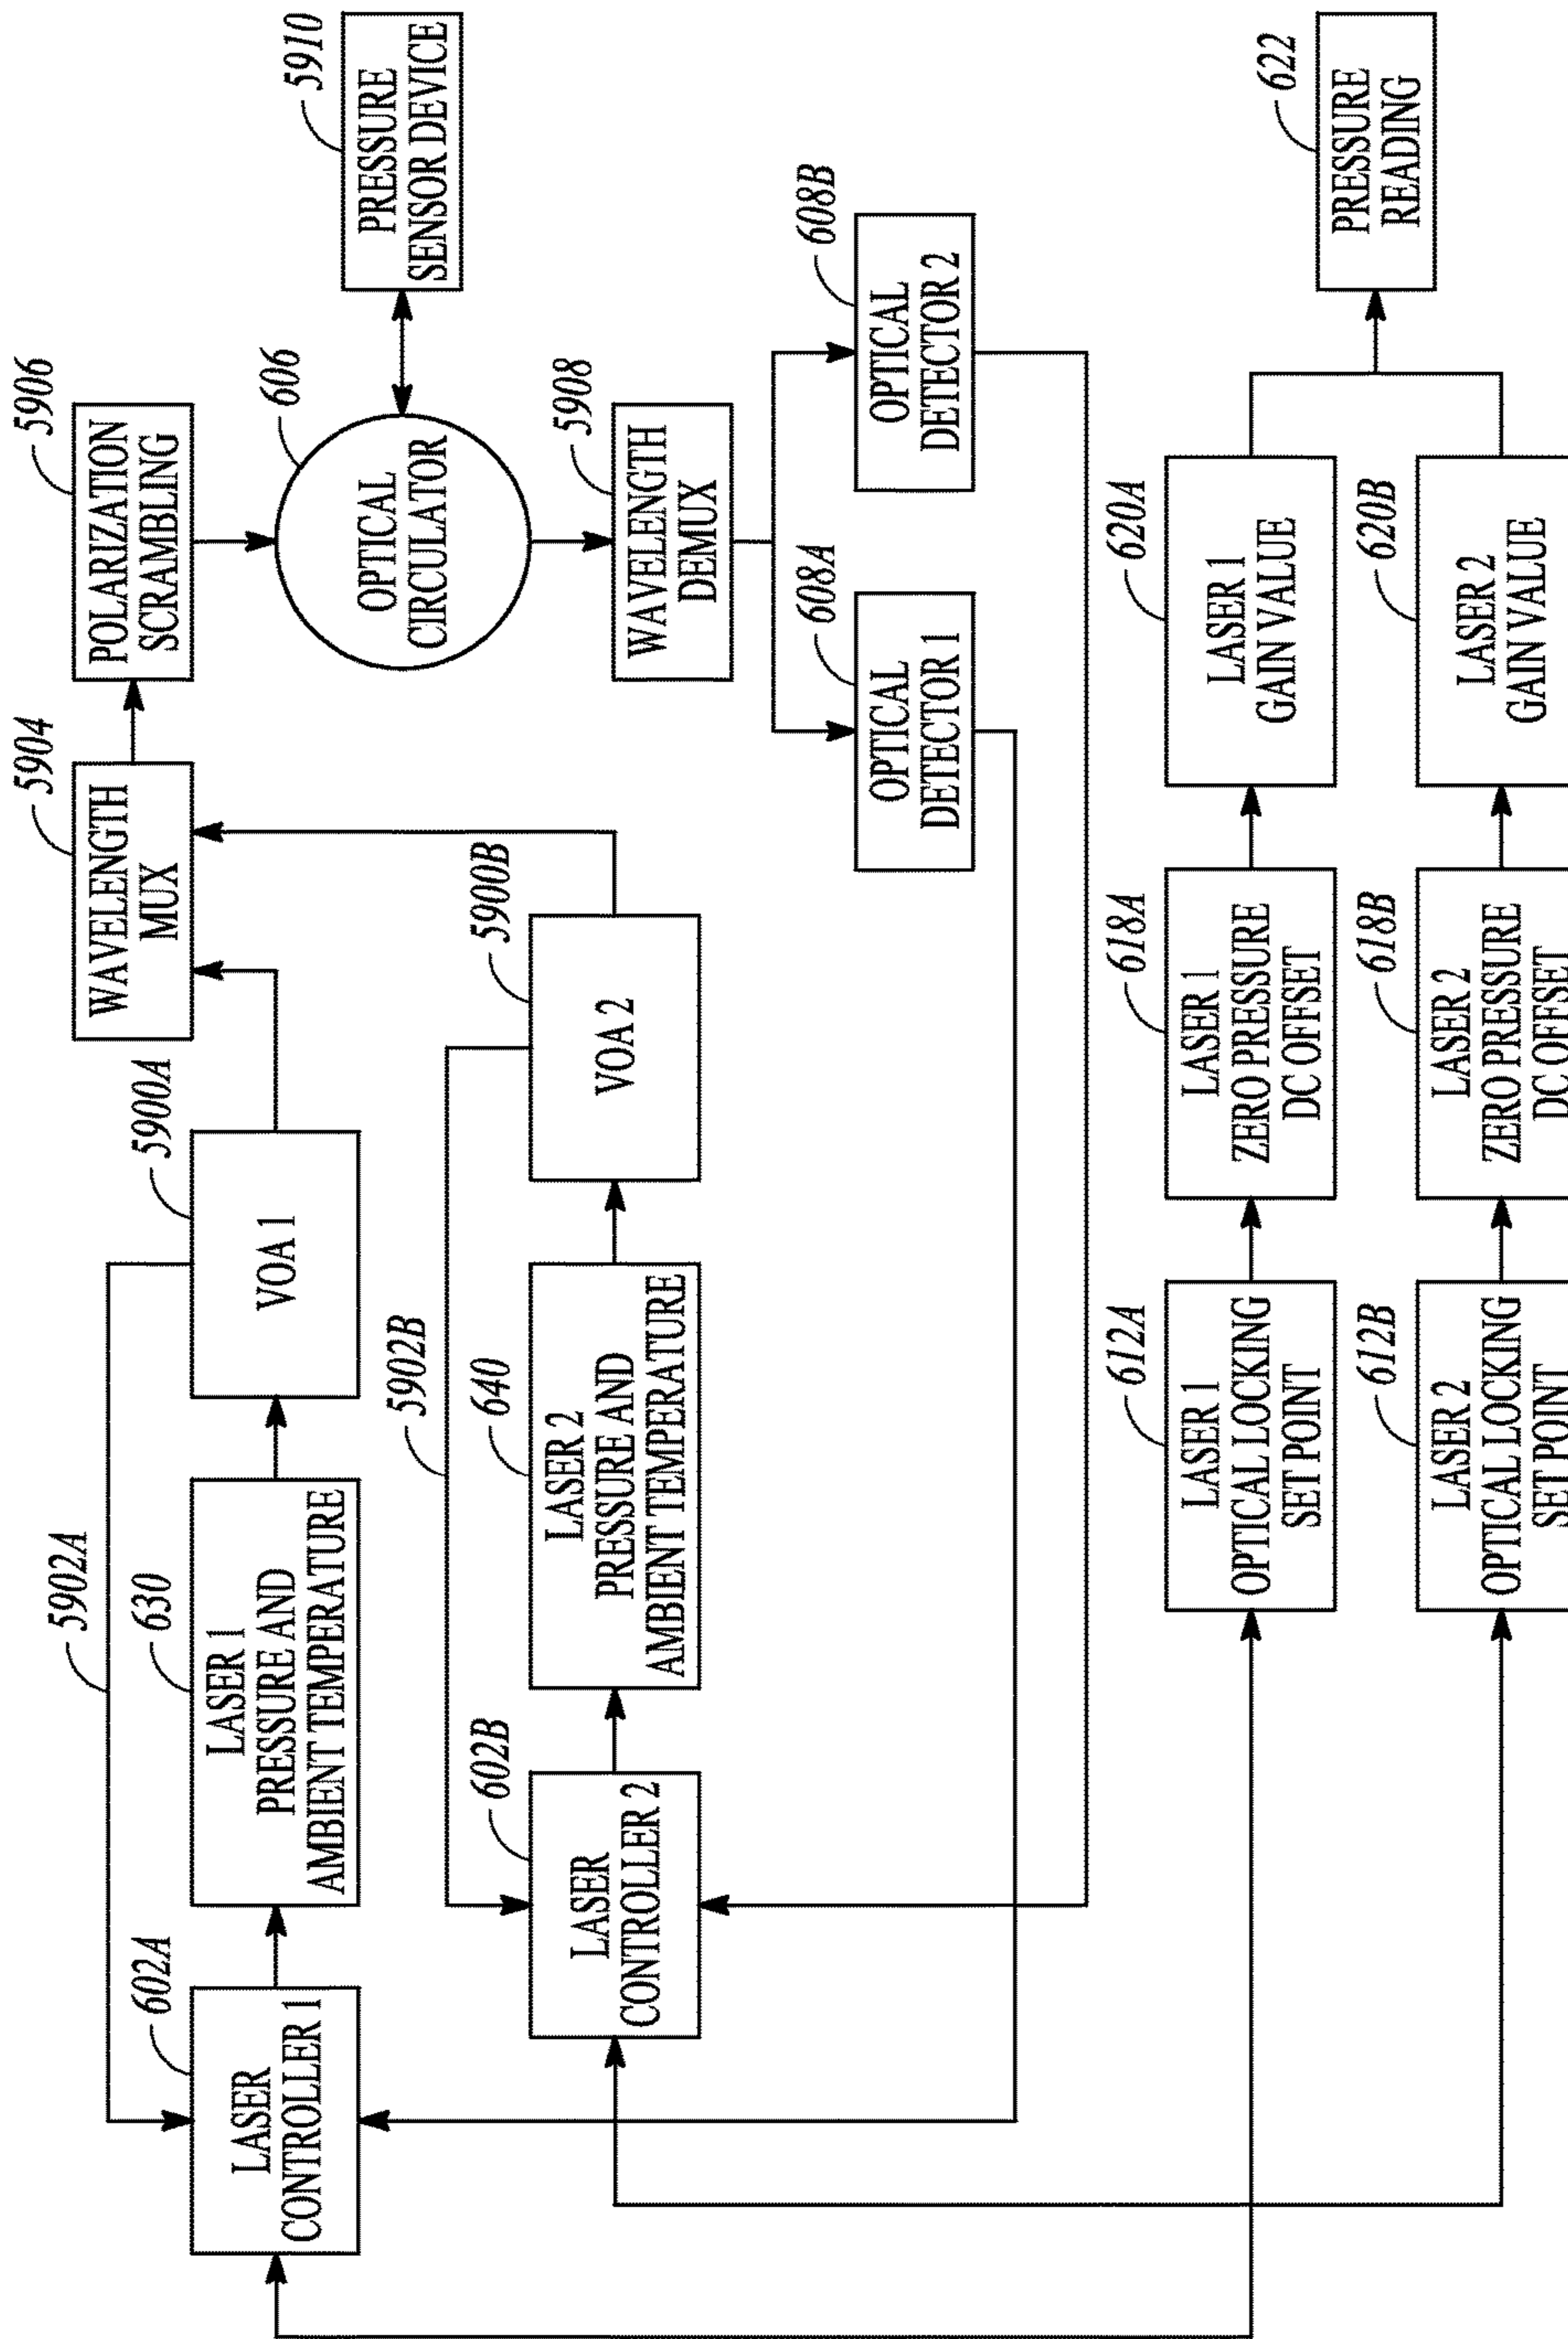 5902A
602A
LASER
CONTROLLER 1
630
LASER 1
PRESSURE AND
AMBIENT TEMPERATURE
5900A
VOA 1
5904
WAVELENGTH
MUX
5906
POLARIZATION
SCRAMBLING
606
OPTICAL
CIRCULATOR
5910
PRESSURE
SENSOR DEVICE
5902B
602B
LASER
CONTROLLER 2
640
LASER 2
PRESSURE AND
AMBIENT TEMPERATURE
5900B
VOA 2
5908
WAVELENGTH
DEMUX
608A
OPTICAL
DETECTOR 1
608B
OPTICAL
DETECTOR 2
612A
LASER 1
OPTICAL LOCKING
SET POINT
618A
LASER 1
ZERO PRESSURE
DC OFFSET
620A
LASER 1
GAIN VALUE
622
PRESSURE
READING
612B
LASER 2
OPTICAL LOCKING
SET POINT
618B
LASER 2
ZERO PRESSURE
DC OFFSET
620B
LASER 2
GAIN VALUE